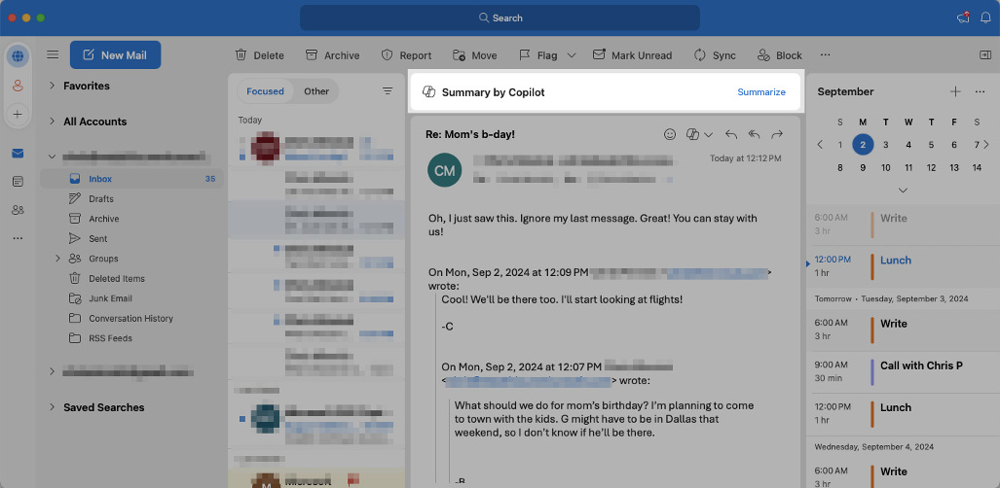 Search
New Mail
Delete
Archive
Report
Move
Flag
Mark Unread
Sync
Block
Favorites
All Accounts
Inbox 35
Drafts
Archive
Sent
Groups
Deleted Items
Junk Email
Conversation History
RSS Feeds
Saved Searches
Focused
Other
Today
Summary by Copilot
Summarize
Re: Mom's b-day!
CM
Today at 12:12 PM
Oh, I just saw this. Ignore my last message. Great! You can stay with
us!
On Mon, Sep 2, 2024 at 12:09 PM
>
wrote:
Cool! We'll be there too. I'll start looking at flights!
-C
On Mon, Sep 2, 2024 at 12:07 PM
< > wrote:
What should we do for mom's birthday? I'm planning to come
to town with the kids. G might have to be in Dallas that
weekend, so I don't know if he'll be there.
-B
September
S M T W T F S
1 2 3 4 5 6 7
8 9 10 11 12 13 14
6:00 AM Write
3 hr
12:00 PM Lunch
1 hr
Tomorrow • Tuesday, September 3, 2024
6:00 AM Write
3 hr
9:00 AM Call with Chris P
30 min
12:00 PM Lunch
1 hr
Wednesday, September 4, 2024
6:00 AM Write
3 hr